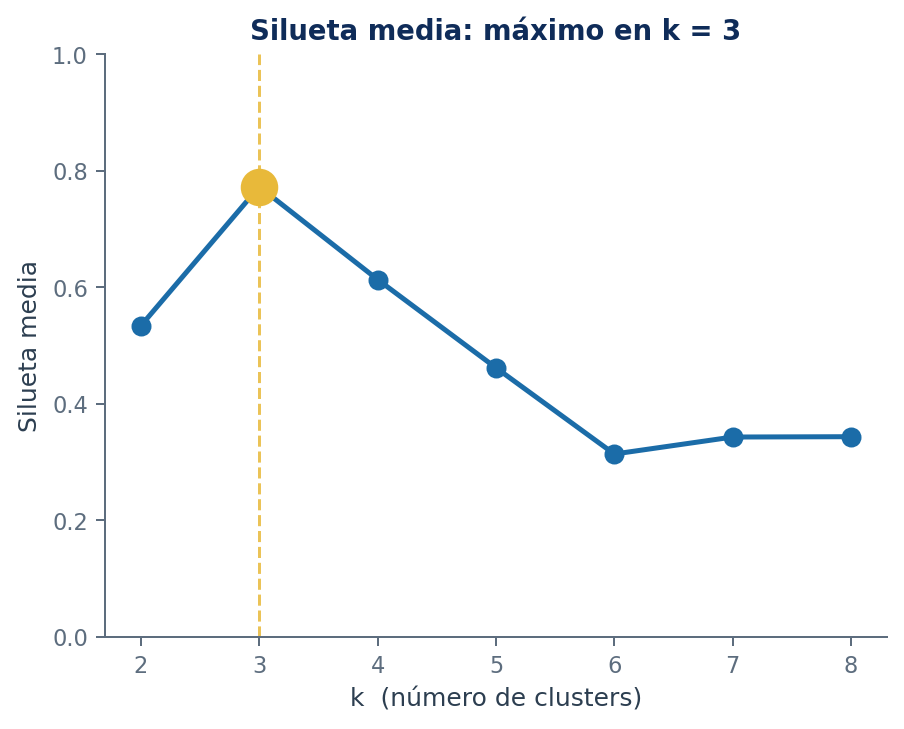 Silueta media: máximo en k = 3
1.0
0.8
0.6
0.4
0.2
0.0
Silueta media
2 3 4 5 6 7 8
k (número de clusters)